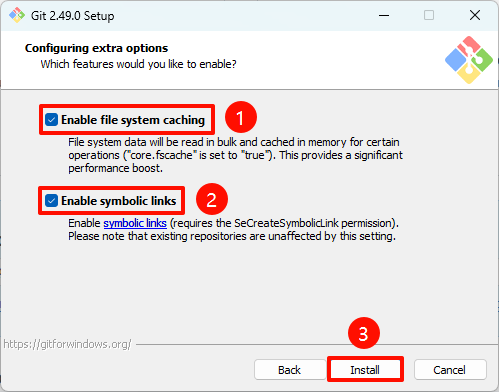 Git 2.49.0 Setup
Configuring extra options
Which features would you like to enable?
Enable file system caching
1
File system data will be read in bulk and cached in memory for certain
operations ("core.fscache" is set to "true"). This provides a significant
performance boost.
Enable symbolic links
2
Enable symbolic links (requires the SeCreateSymbolicLink permission).
Please note that existing repositories are unaffected by this setting.
3
https://gitforwindows.org/
Back
Install
Cancel